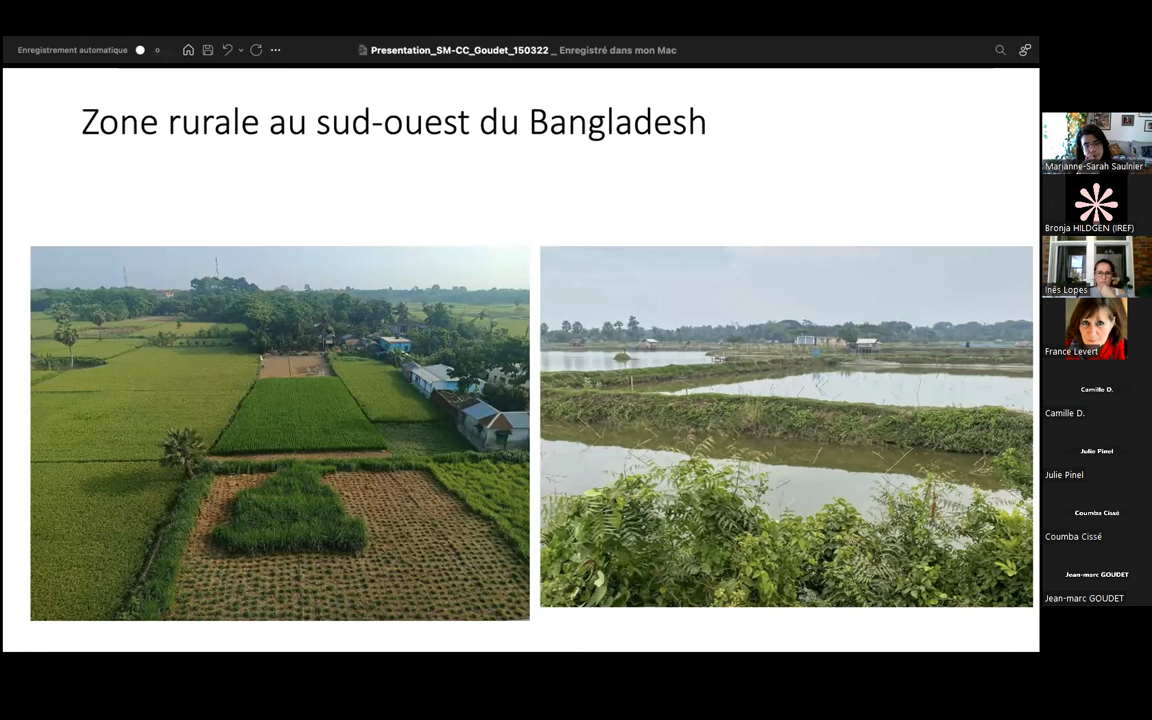 Enregistrement automatique
Presentation_SM-CC_Goudet_150322 _ Enregistré dans mon Mac
Zone rurale au sud-ouest du Bangladesh
Marianne-Sarah Saulnier
Bronja HILDGEN (IREF)
Inés Lopes
France Levert
Camille D.
Camille D.
Julie Pinel
Julie Pinel
Coumba Cissé
Coumba Cissé
Jean-marc GOUDET
Jean-marc GOUDET